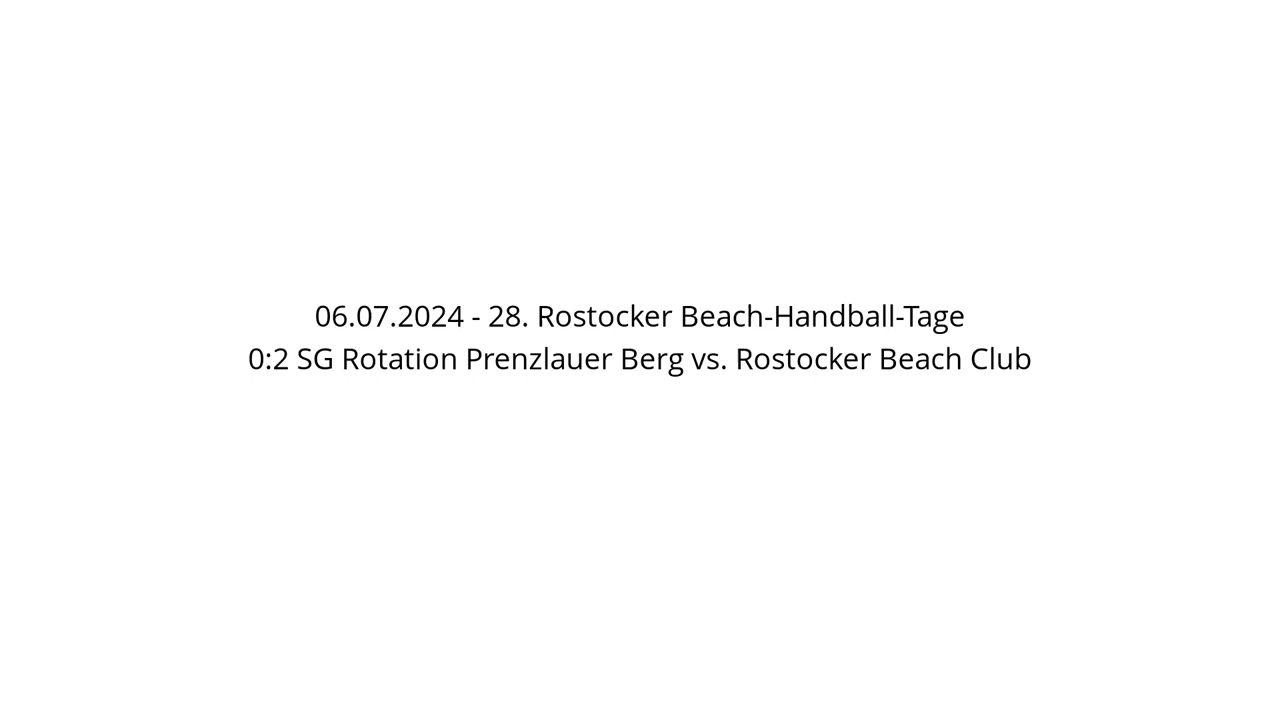 06.07.2024 - 28. Rostocker Beach-Handball-Tage
0:2 SG Rotation Prenzlauer Berg vs. Rostocker Beach Club